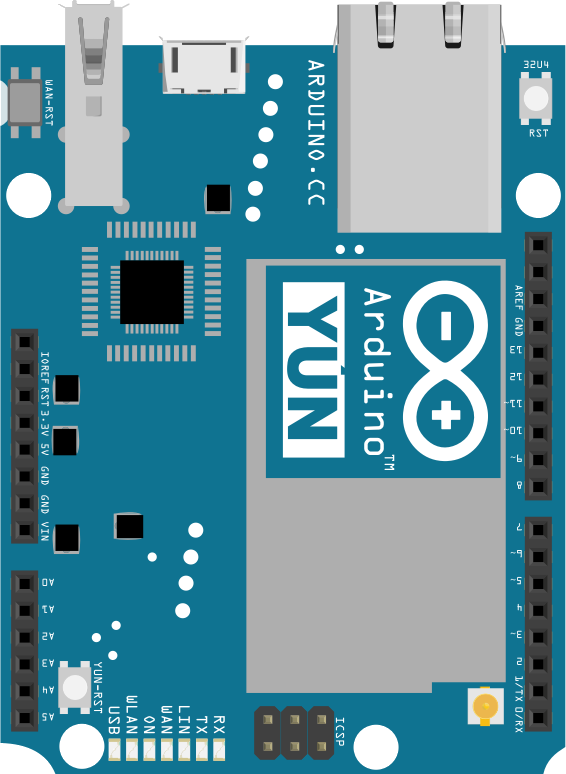 WAN-RST
ARDUINO.CC
32U4
RST
AREF
GND
13
12
~11
~10
~9
8
Arduino™
YÚN
IOREF
RST
3.3V
5V
GND
GND
VIN
7
~6
~5
4
~3
2
1/TX
0/RX
A0
A1
A2
A3
A4
A5
YUN-RST
USB
WLAN
ON
WAN
LIN
TX
RX
ICSP